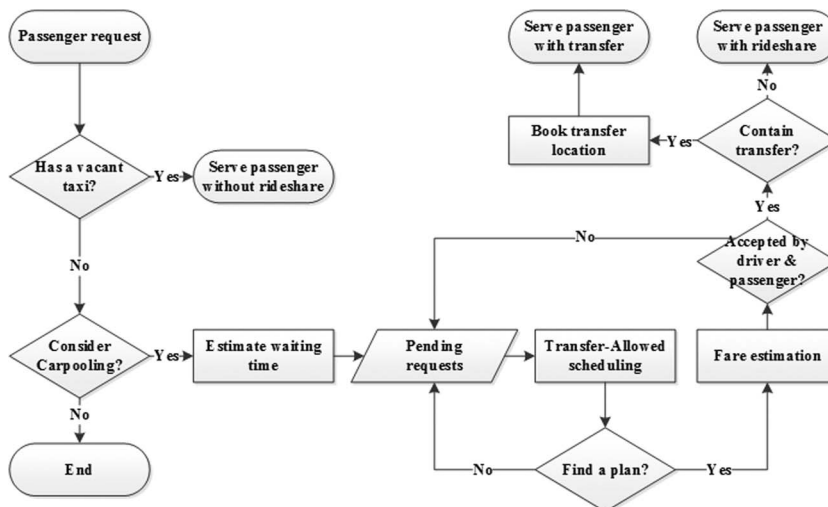 Passenger request
Has a vacant
taxi?
Yes
Serve passenger
without rideshare
No
Consider
Carpooling?
Yes
Estimate waiting
time
No
End
Pending
requests
Transfer-Allowed
scheduling
Find a plan?
No
Yes
Fare estimation
Accepted by
driver &
passenger?
No
Yes
Contain
transfer?
Yes
Book transfer
location
Serve passenger
with transfer
No
Serve passenger
with rideshare